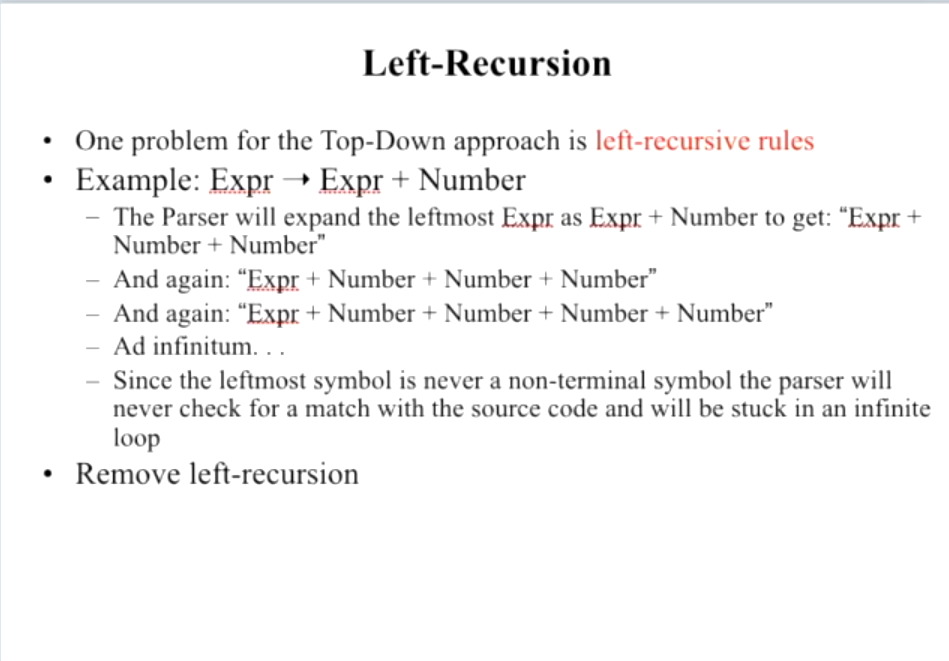 Left-Recursion
• One problem for the Top-Down approach is left-recursive rules
• Example: Expr → Expr + Number
– The Parser will expand the leftmost Expr as Expr + Number to get: “Expr +
Number + Number”
– And again: “Expr + Number + Number + Number”
– And again: “Expr + Number + Number + Number + Number”
– Ad infinitum. . .
– Since the leftmost symbol is never a non-terminal symbol the parser will
never check for a match with the source code and will be stuck in an infinite
loop
• Remove left-recursion